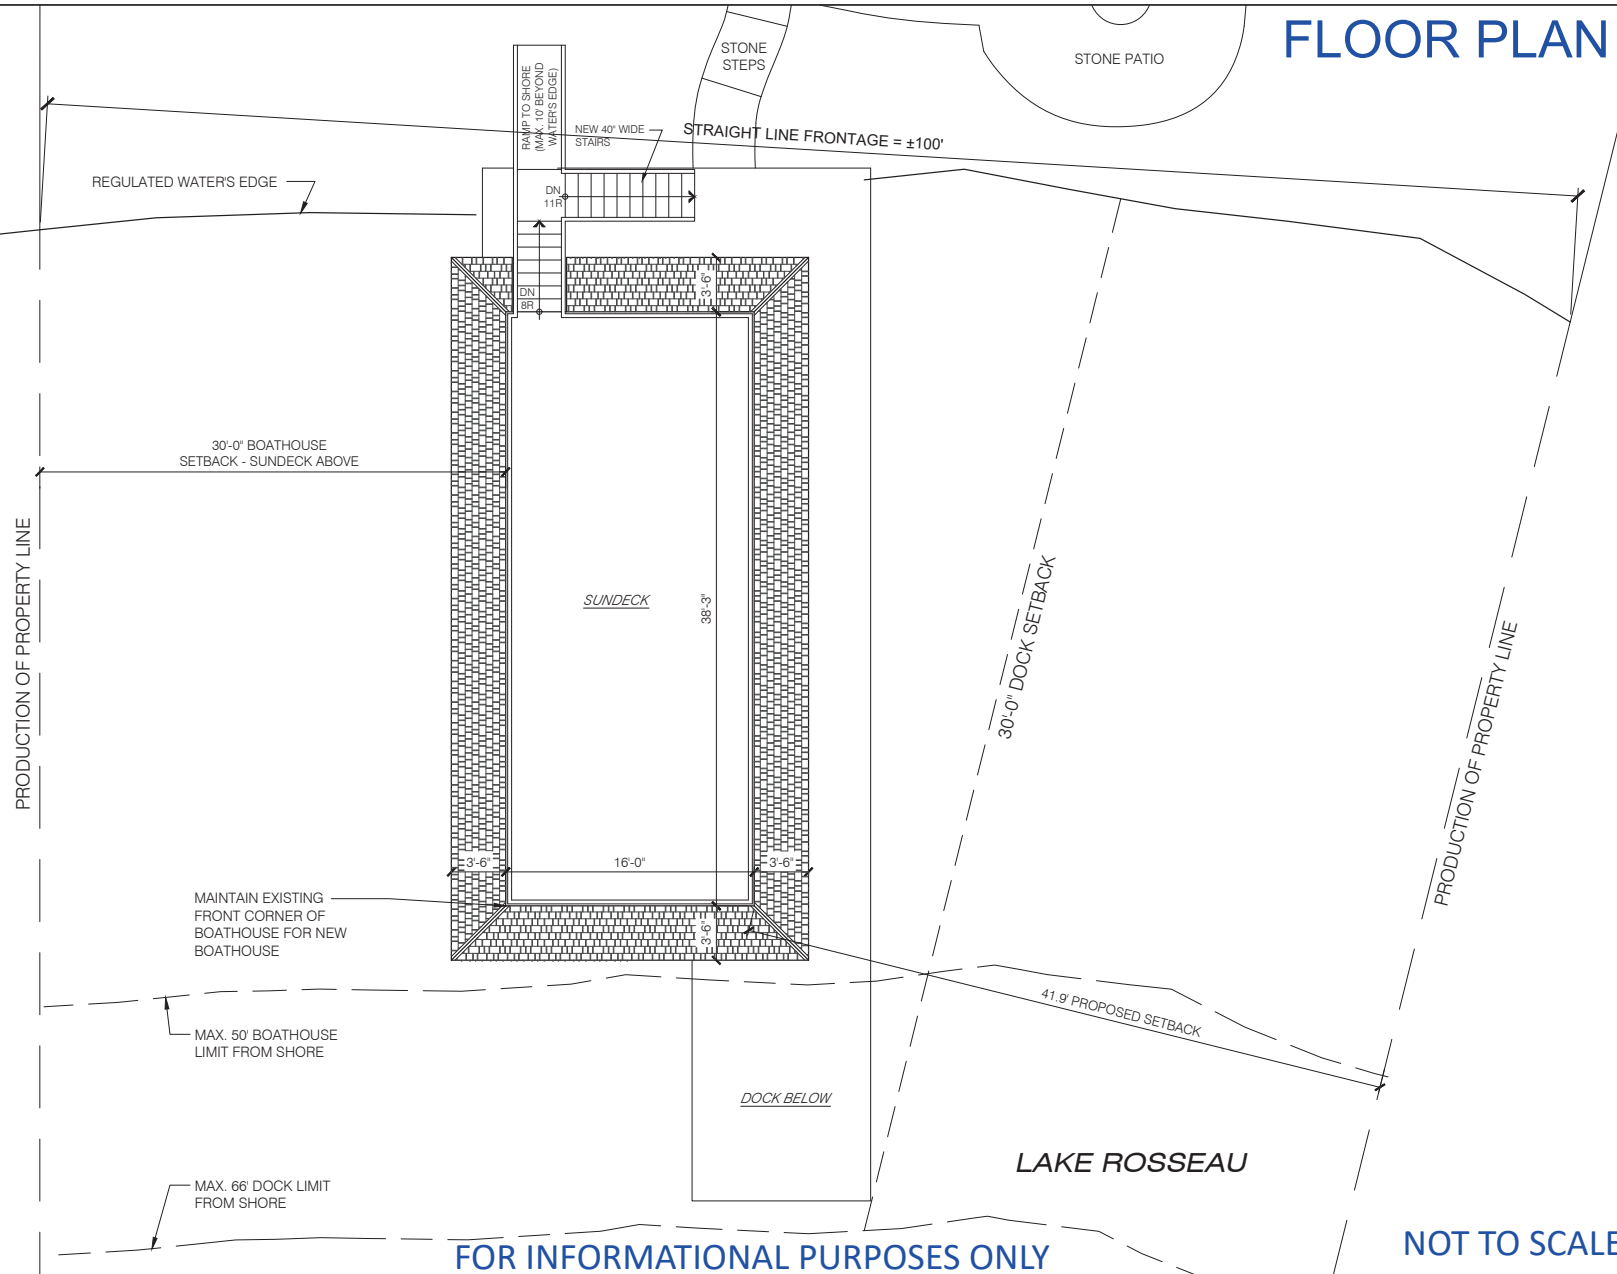 FLOOR PLAN
STONE
STEPS
STONE PATIO
RAMP TO SHORE
(MAX. 10' BEYOND
WATER'S EDGE)
NEW 40" WIDE
STAIRS
STRAIGHT LINE FRONTAGE = ±100'
REGULATED WATER'S EDGE
DN
11R
3'-6"
DN
8R
30'-0" BOATHOUSE
SETBACK - SUNDECK ABOVE
PRODUCTION OF PROPERTY LINE
SUNDECK
38'-3"
30'-0" DOCK SETBACK
PRODUCTION OF PROPERTY LINE
3'-6"
16'-0"
3'-6"
MAINTAIN EXISTING
FRONT CORNER OF
BOATHOUSE FOR NEW
BOATHOUSE
3'-6"
41.9' PROPOSED SETBACK
MAX. 50' BOATHOUSE
LIMIT FROM SHORE
DOCK BELOW
LAKE ROSSEAU
MAX. 66' DOCK LIMIT
FROM SHORE
FOR INFORMATIONAL PURPOSES ONLY
NOT TO SCALE